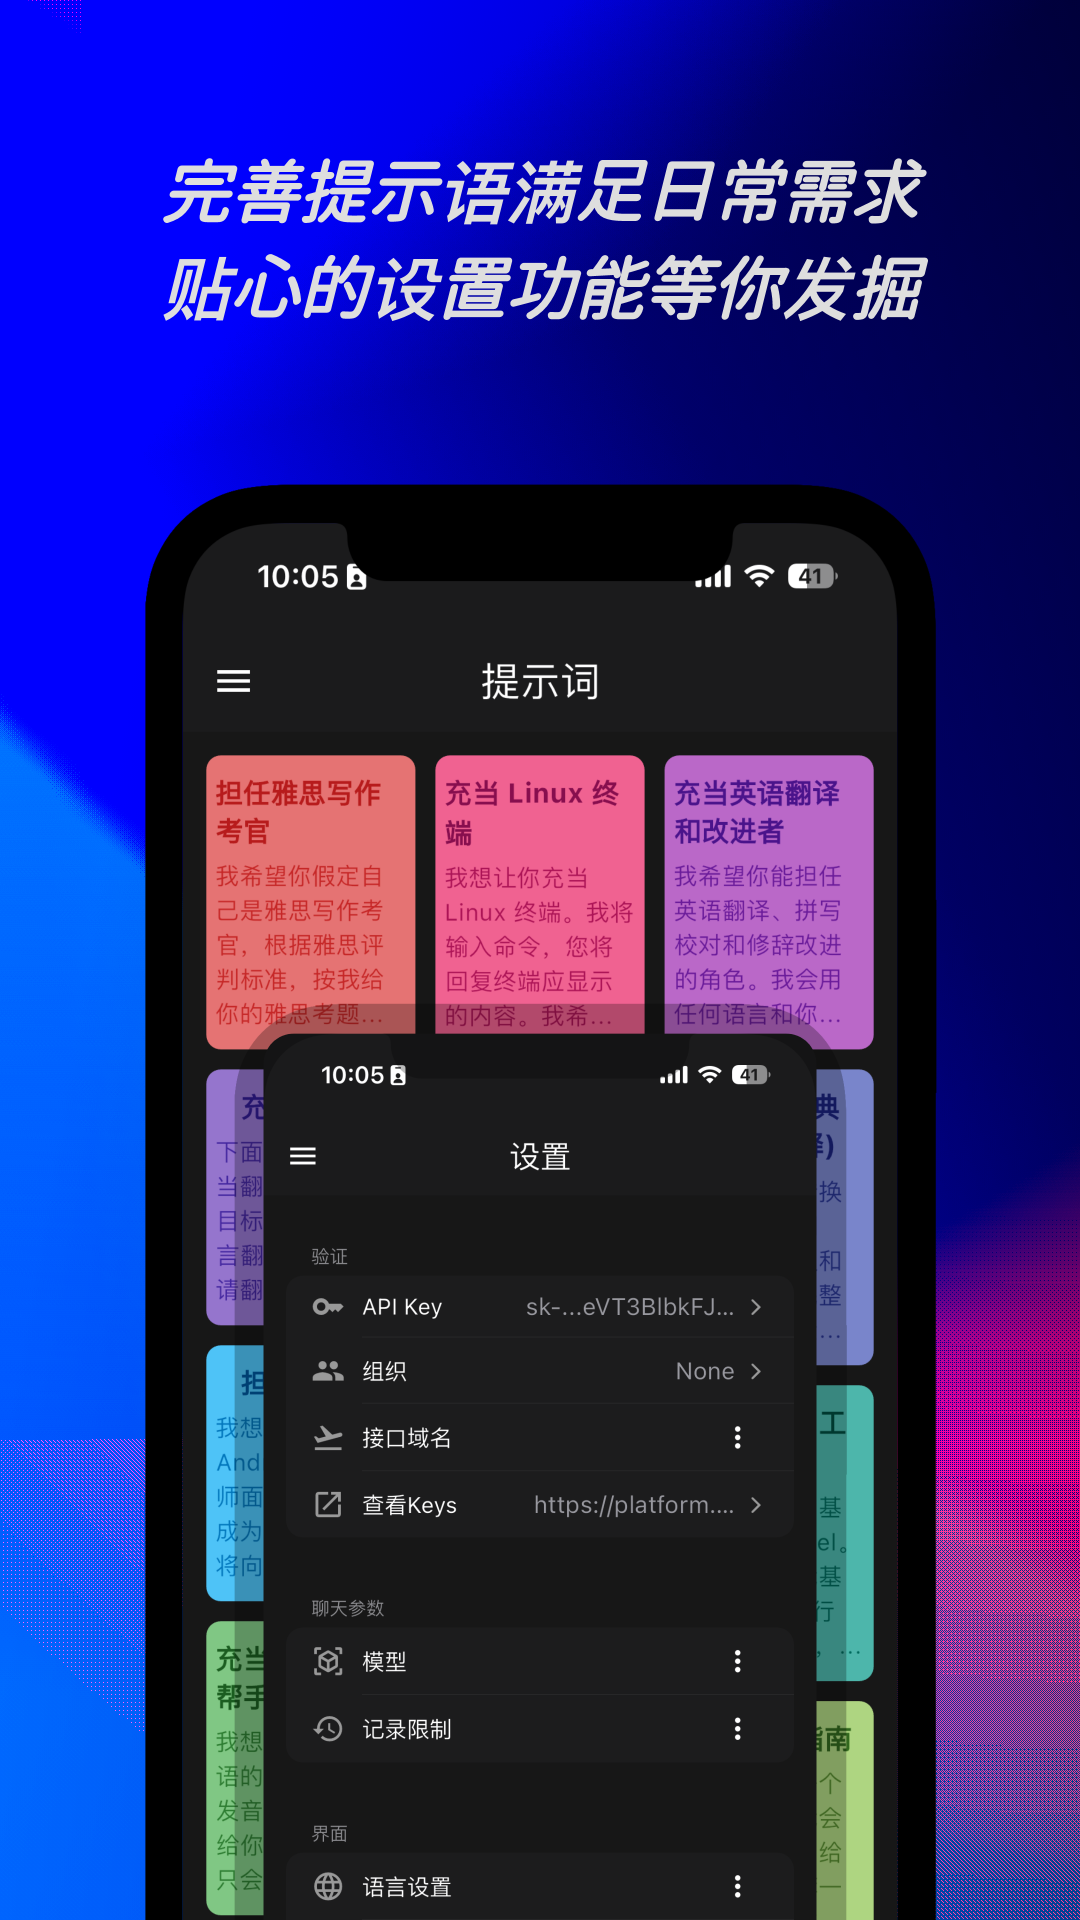 完善提示语满足日常需求
贴心的设置功能等你发掘
10:05
41
提示词
担任雅思写作
考官
我希望你假定自
己是雅思写作考
官，根据雅思评
判标准，按我给
你的雅思考题...
充当 Linux 终
端
我想让你充当
Linux 终端。我将
输入命令，您将
回复终端应显示
的内容。我希...
充当英语翻译
和改进者
我希望你能担任
英语翻译、拼写
校对和修辞改进
的角色。我会用
任何语言和你...
充
下面
当翻
目标
言翻
请翻
典
)
换
和
整
...
担
我想
And
师面
成为
将向
工
基
el。
基
行
，...
充当
帮手
我想
语的
发音
给你
只会
指南
个
会
给
一
10:05
41
设置
验证
API Key
sk-...eVT3BlbkFJ...
组织
None
接口域名
查看Keys
https://platform....
聊天参数
模型
记录限制
界面
语言设置